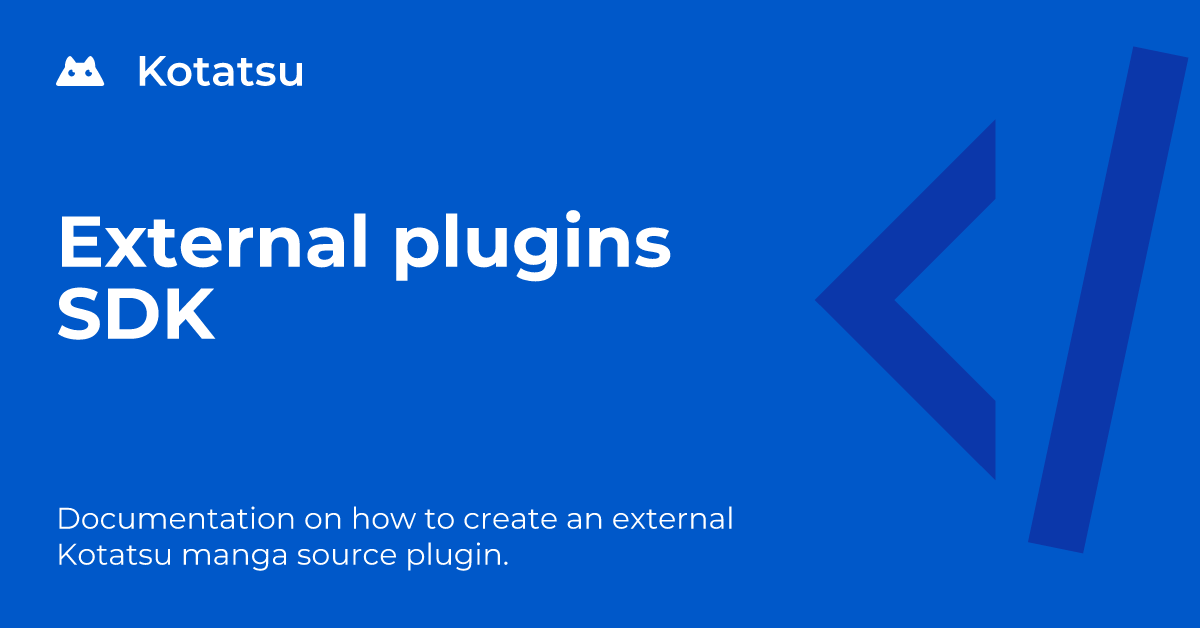 Kotatsu
External plugins
SDK
Documentation on how to create an external
Kotatsu manga source plugin.